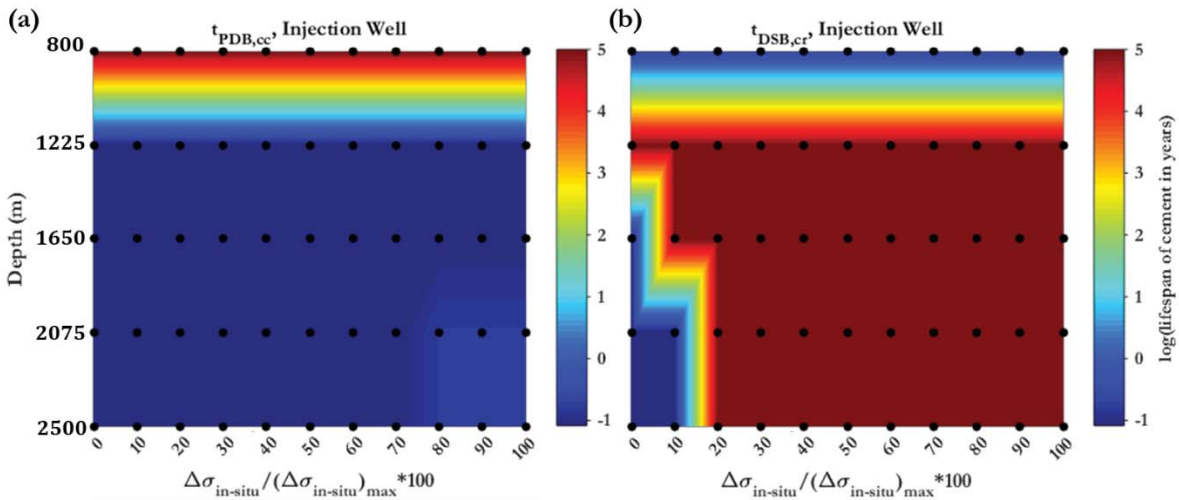 (a)
t_PDB,cc, Injection Well
800
1225
1650
2075
2500
Depth (m)
0 10 20 30 40 50 60 70 80 90 100
Δσ_in-situ/(Δσ_in-situ)_max*100
5
4
3
2
1
0
-1
(b)
t_DSB,cr, Injection Well
0 10 20 30 40 50 60 70 80 90 100
Δσ_in-situ/(Δσ_in-situ)_max*100
5
4
3
2
1
0
-1
log(lifespan of cement in years)